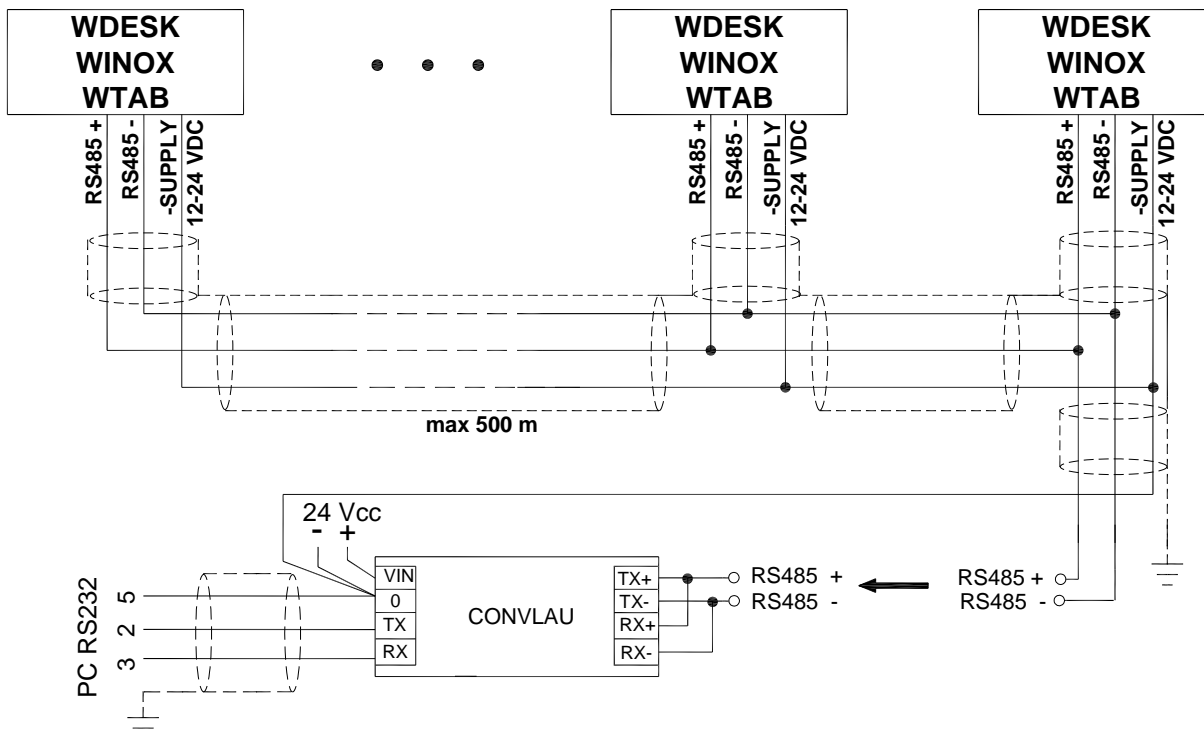 WDESK
WINOX
WTAB
WDESK
WINOX
WTAB
WDESK
WINOX
WTAB
RS485 +
RS485 -
-SUPPLY
12-24 VDC
RS485 +
RS485 -
-SUPPLY
12-24 VDC
RS485 +
RS485 -
-SUPPLY
12-24 VDC
max 500 m
24 Vcc
- +
PC RS232
5
2
3
VIN
0
TX
RX
CONVLAU
TX+
TX-
RX+
RX-
RS485 +
RS485 -
RS485 +
RS485 -